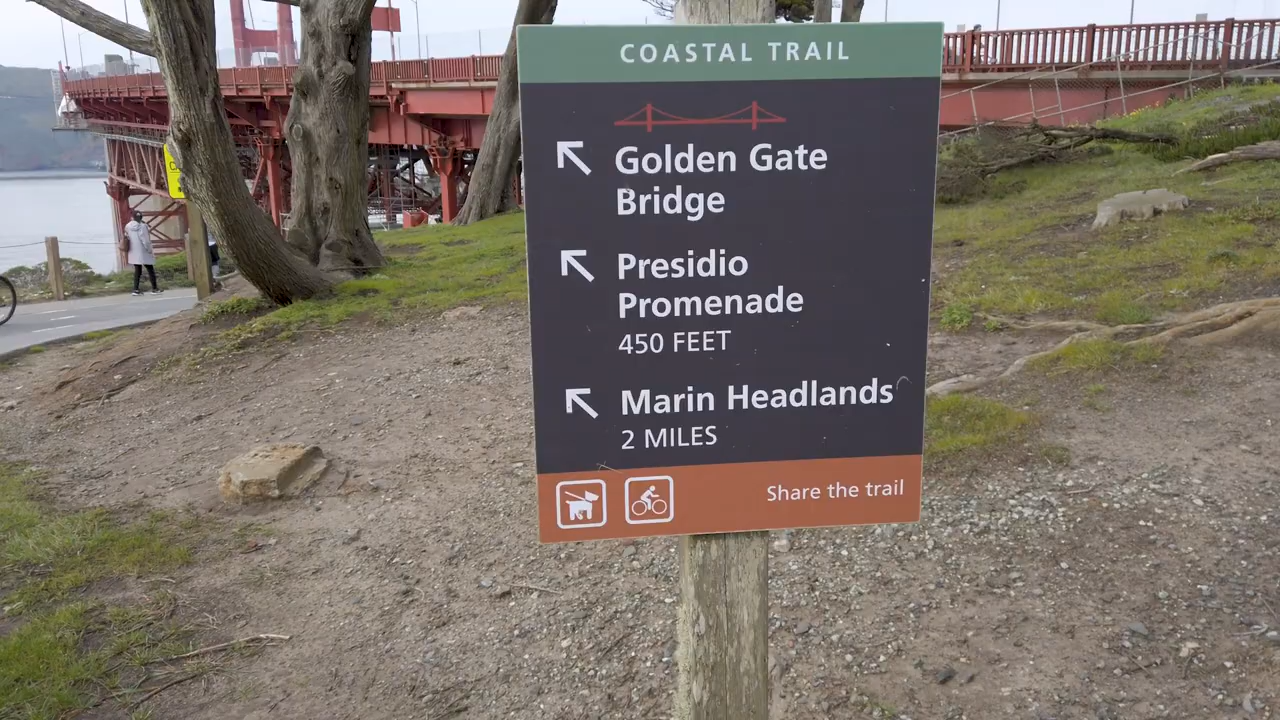 COASTAL TRAIL
Golden Gate
Bridge
Presidio
Promenade
450 FEET
Marin Headlands
2 MILES
Share the trail